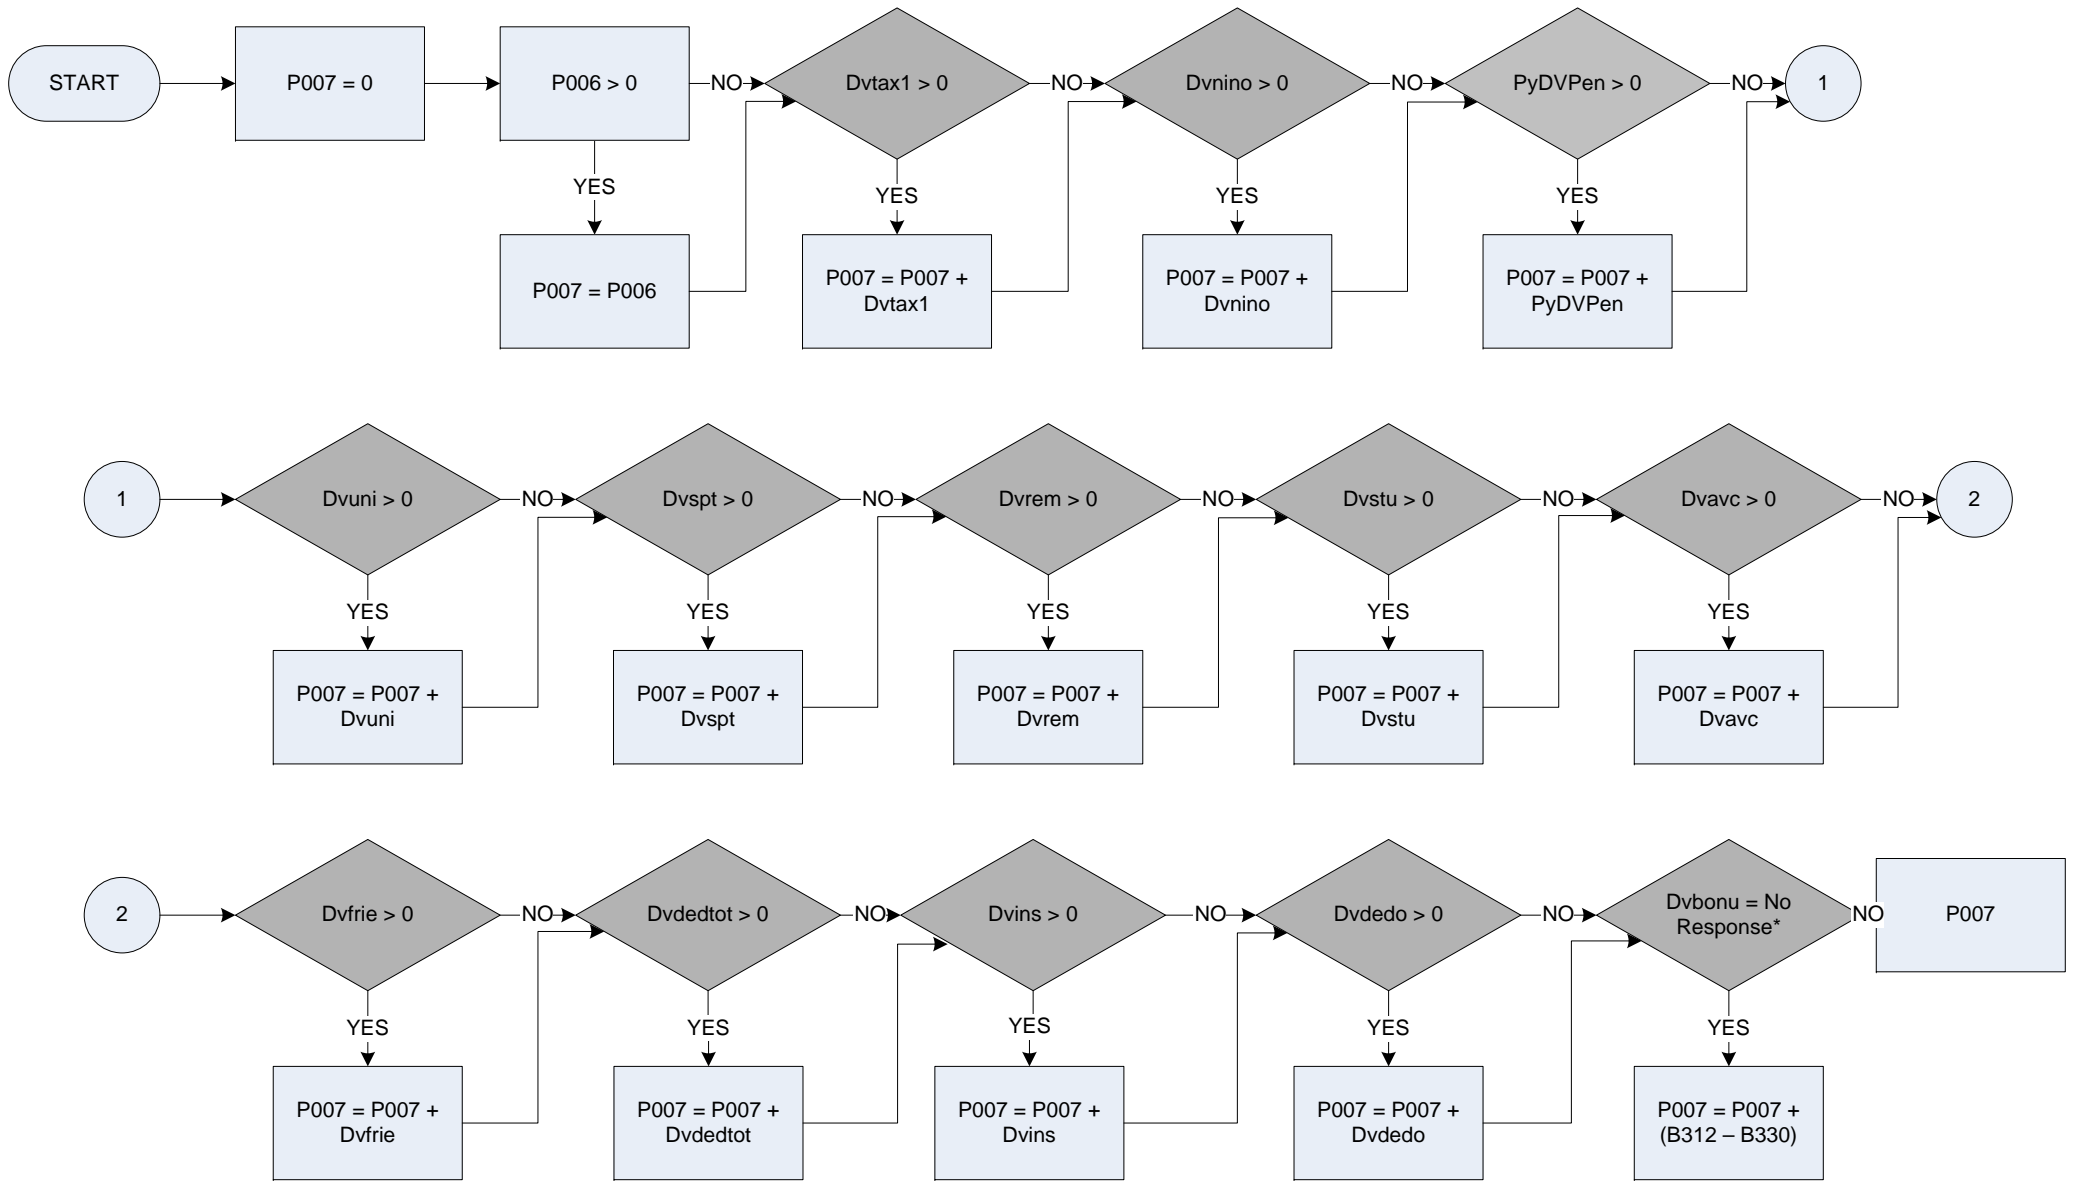 START
P007 = 0
P006 > 0
NO
Dvtax1 > 0
NO
Dvnino > 0
NO
PyDVPen > 0
NO
1
YES
YES
YES
YES
P007 = P006
P007 = P007 +
Dvtax1
P007 = P007 +
Dvnino
P007 = P007 +
PyDVPen
1
Dvuni > 0
NO
Dvspt > 0
NO
Dvrem > 0
NO
Dvstu > 0
NO
Dvavc > 0
NO
2
YES
YES
YES
YES
YES
P007 = P007 +
Dvuni
P007 = P007 +
Dvspt
P007 = P007 +
Dvrem
P007 = P007 +
Dvstu
P007 = P007 +
Dvavc
2
Dvfrie > 0
NO
Dvdedtot > 0
NO
Dvins > 0
NO
Dvdedo > 0
NO
Dvbonu = No
Response*
NO
P007
YES
YES
YES
YES
YES
P007 = P007 +
Dvfrie
P007 = P007 +
Dvdedtot
P007 = P007 +
Dvins
P007 = P007 +
Dvdedo
P007 = P007 +
(B312 – B330)